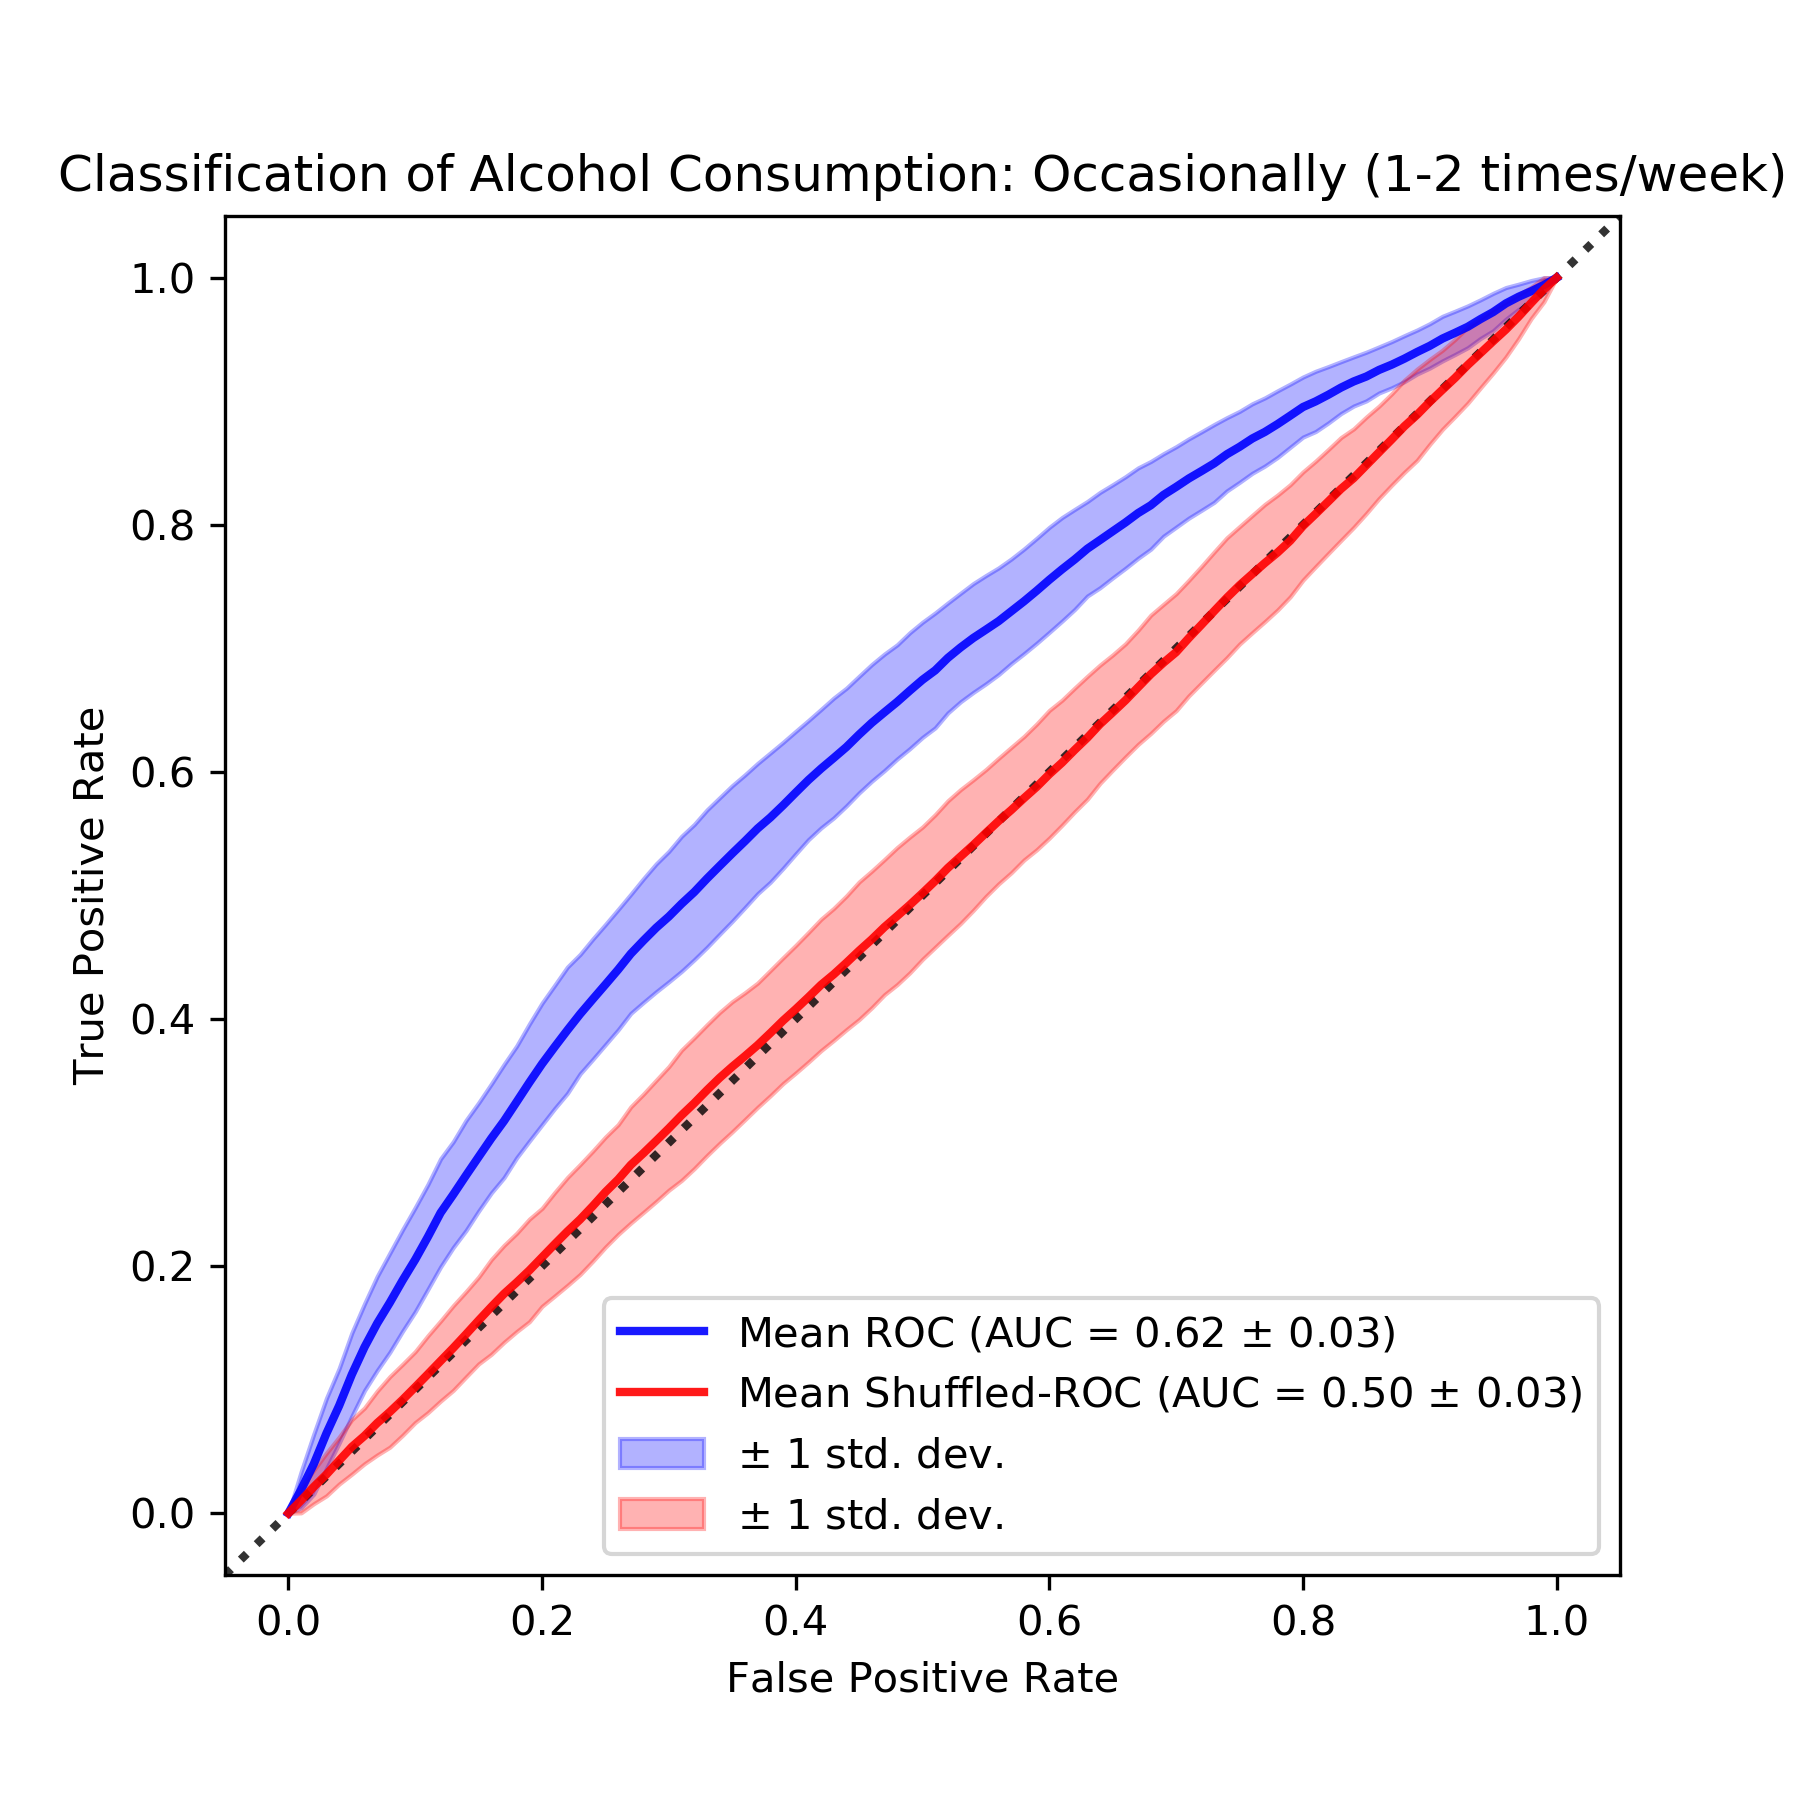 Classification of Alcohol Consumption: Occasionally (1-2 times/week)
1.0
0.8
0.6
0.4
0.2
0.0
True Positive Rate
Mean ROC (AUC = 0.62 ± 0.03)
Mean Shuffled-ROC (AUC = 0.50 ± 0.03)
± 1 std. dev.
± 1 std. dev.
0.0 0.2 0.4 0.6 0.8 1.0
False Positive Rate